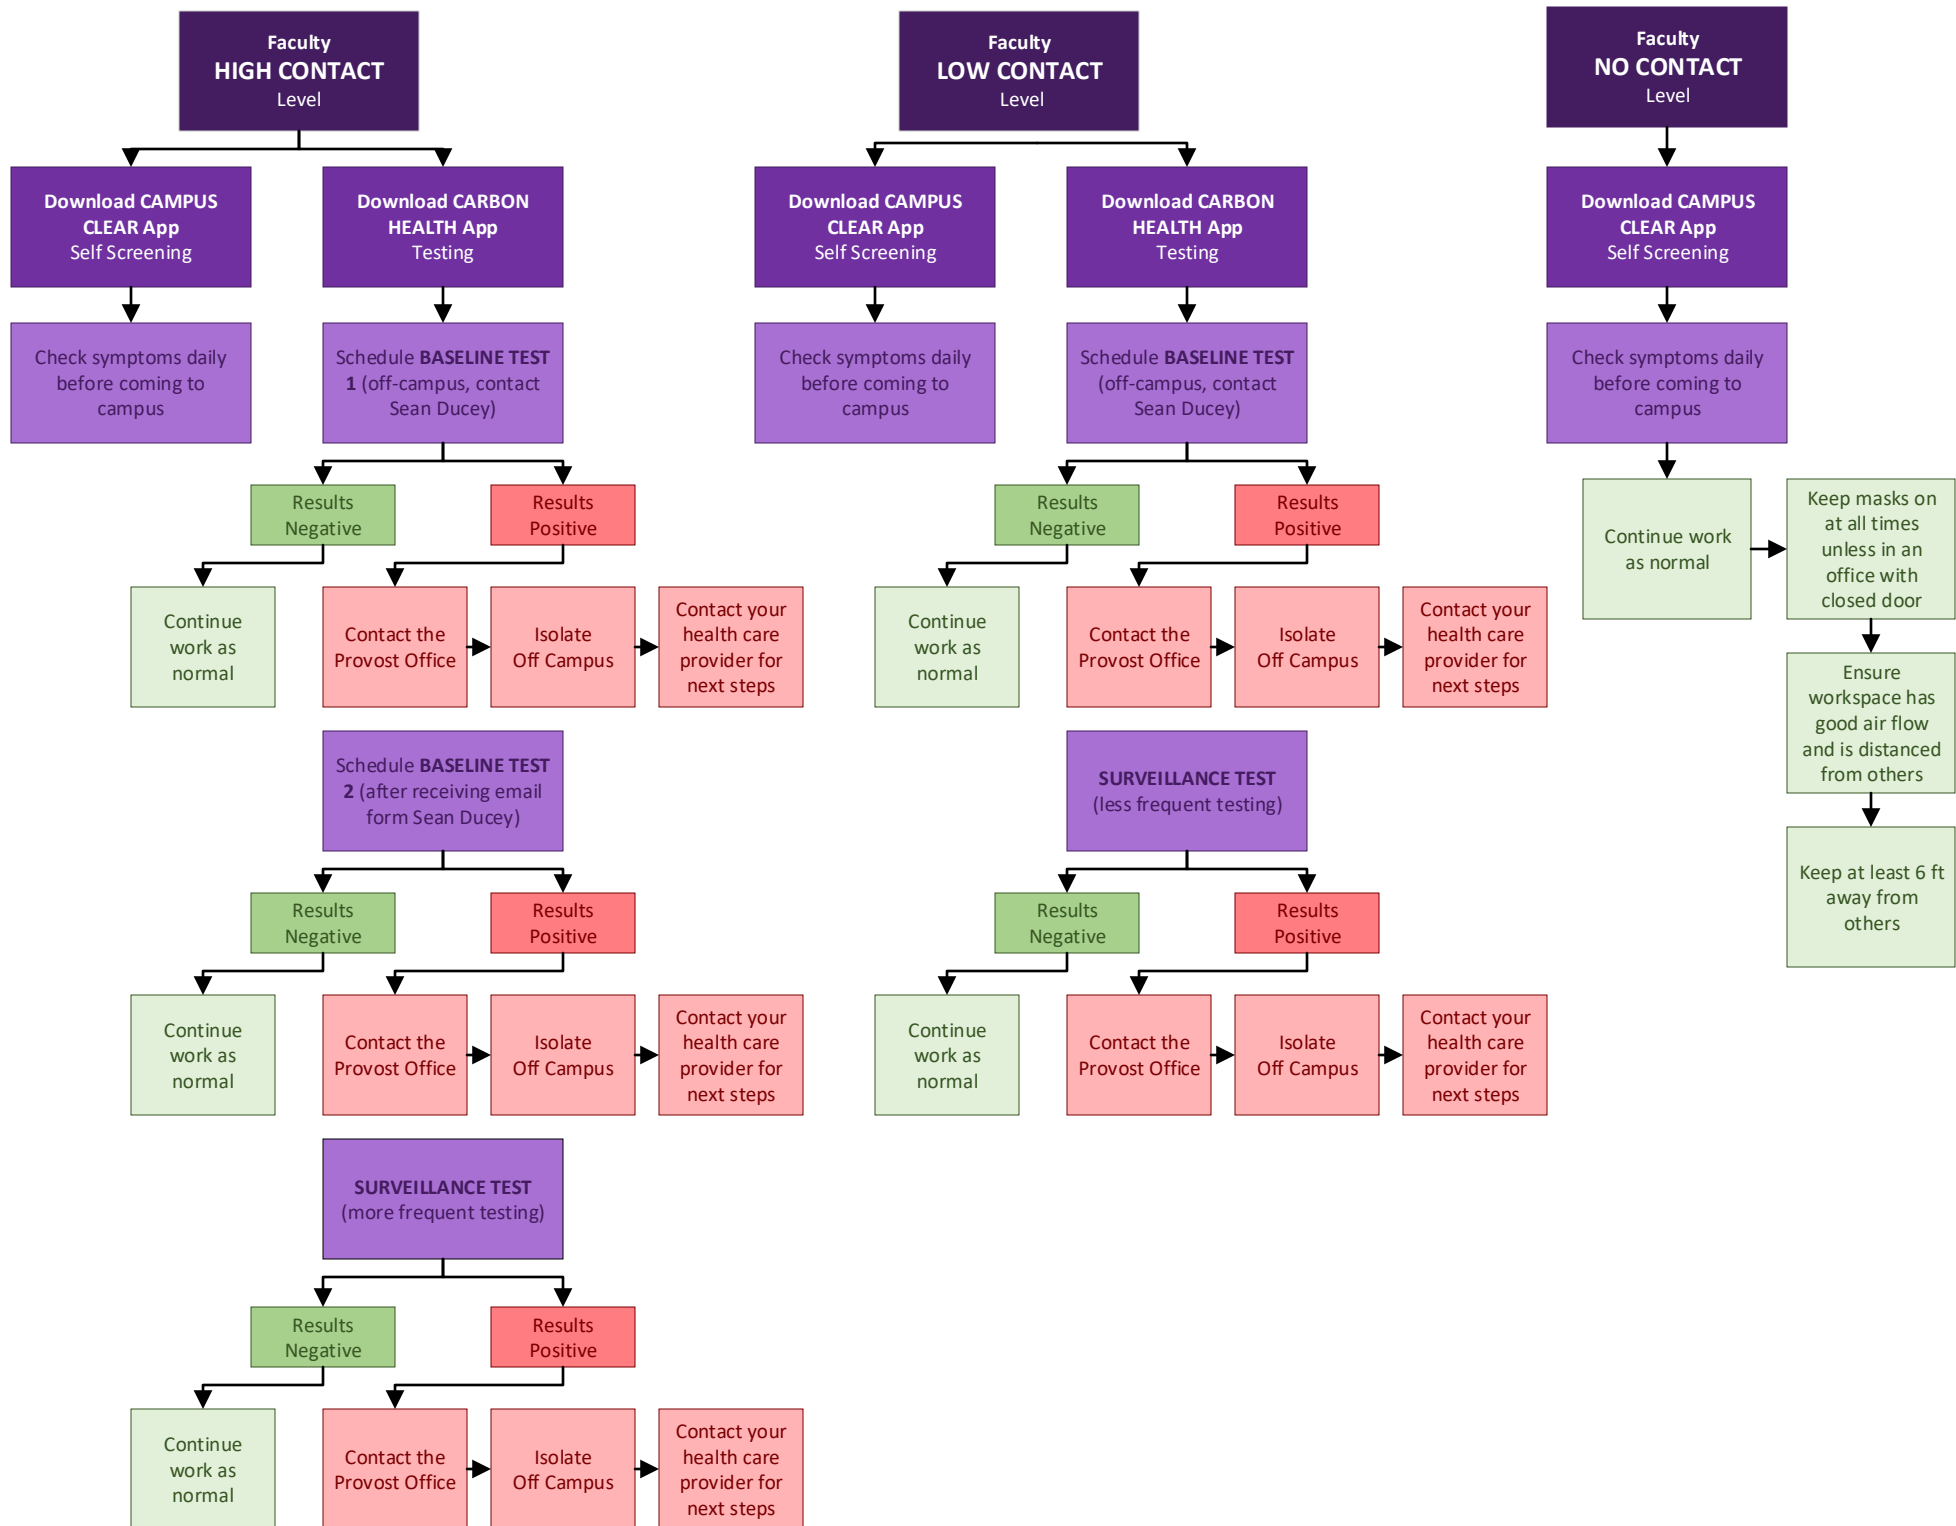 Faculty
HIGH CONTACT
Level
Download CAMPUS
CLEAR App
Self Screening
Download CARBON
HEALTH App
Testing
Check symptoms daily
before coming to
campus
Schedule BASELINE TEST
1 (off-campus, contact
Sean Ducey)
Results
Negative
Results
Positive
Continue
work as
normal
Contact the
Provost Office
Isolate
Off Campus
Contact your
health care
provider for
next steps
Schedule BASELINE TEST
2 (after receiving email
form Sean Ducey)
Results
Negative
Results
Positive
Continue
work as
normal
Contact the
Provost Office
Isolate
Off Campus
Contact your
health care
provider for
next steps
SURVEILLANCE TEST
(more frequent testing)
Results
Negative
Results
Positive
Continue
work as
normal
Contact the
Provost Office
Isolate
Off Campus
Contact your
health care
provider for
next steps
Faculty
LOW CONTACT
Level
Download CAMPUS
CLEAR App
Self Screening
Download CARBON
HEALTH App
Testing
Check symptoms daily
before coming to
campus
Schedule BASELINE TEST
(off-campus, contact
Sean Ducey)
Results
Negative
Results
Positive
Continue
work as
normal
Contact the
Provost Office
Isolate
Off Campus
Contact your
health care
provider for
next steps
SURVEILLANCE TEST
(less frequent testing)
Results
Negative
Results
Positive
Continue
work as
normal
Contact the
Provost Office
Isolate
Off Campus
Contact your
health care
provider for
next steps
Faculty
NO CONTACT
Level
Download CAMPUS
CLEAR App
Self Screening
Check symptoms daily
before coming to
campus
Continue work
as normal
Keep masks on
at all times
unless in an
office with
closed door
Ensure
workspace has
good air flow
and is distanced
from others
Keep at least 6 ft
away from
others